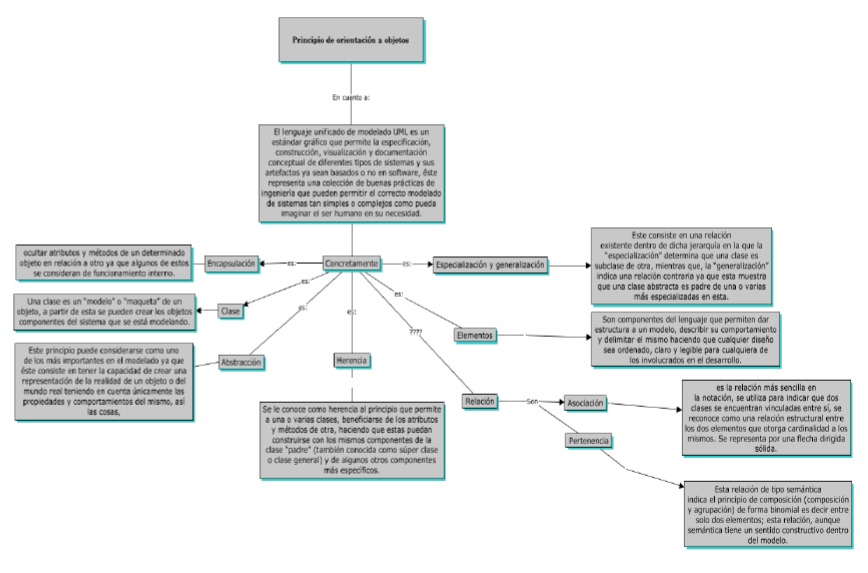 Principio de orientación a objetos
En cuento a:
El lenguaje unificado de modelado UML es un
estándar gráfico que permite la especificación,
construcción, visualización y documentación
conceptual de diferentes tipos de sistemas y sus
artefactos ya sean basados o no en software, éste
representa una colección de buenas prácticas de
ingeniería que pueden permitir el correcto modelado
de sistemas tan simples o complejos como pueda
imaginar el ser humano en su necesidad.
Concretamente
es:
Encapsulación
ocultar atributos y métodos de un determinado
objeto en relación a otro ya que algunos de estos
se consideran de funcionamiento interno.
es:
Clase
Una clase es un "modelo" o "maqueta" de un
objeto, a partir de esta se pueden crear los objetos
componentes del sistema que se está modelando.
es:
Abstracción
Este principio puede considerarse como uno
de los más importantes en el modelado ya que
éste consiste en tener la capacidad de crear una
representación de la realidad de un objeto o del
mundo real teniendo en cuenta únicamente las
propiedades y comportamientos del mismo, así
las cosas,
es:
Herencia
Se le conoce como herencia al principio que permite
a una o varias clases, beneficiarse de los atributos
y métodos de otra, haciendo que estas puedan
construirse con los mismos componentes de la
clase "padre" (también conocida como súper clase
o clase general) y de algunos otros componentes
más específicos.
es:
Especialización y generalización
Este consiste en una relación
existente dentro de dicha jerarquía en la que la
"especialización" determina que una clase es
subclase de otra, mientras que, la "generalización"
indica una relación contraria ya que esta muestra
que una clase abstracta es padre de una o varias
más especializadas en esta.
es:
Elementos
Son componentes del lenguaje que permiten dar
estructura a un modelo, describir su comportamiento
y delimitar el mismo haciendo que cualquier diseño
sea ordenado, claro y legible para cualquiera de
los involucrados en el desarrollo.
????
Relación
Son
Asociación
es la relación más sencilla en
la notación, se utiliza para indicar que dos
clases se encuentran vinculadas entre sí, se
reconoce como una relación estructural entre
los dos elementos que otorga cardinalidad a los
mismos. Se representa por una flecha dirigida
sólida.
Pertenencia
Esta relación de tipo semántica
indica el principio de composición (composición
y agrupación) de forma binomial es decir entre
solo dos elementos; esta relación, aunque
semántica tiene un sentido constructivo dentro
del modelo.